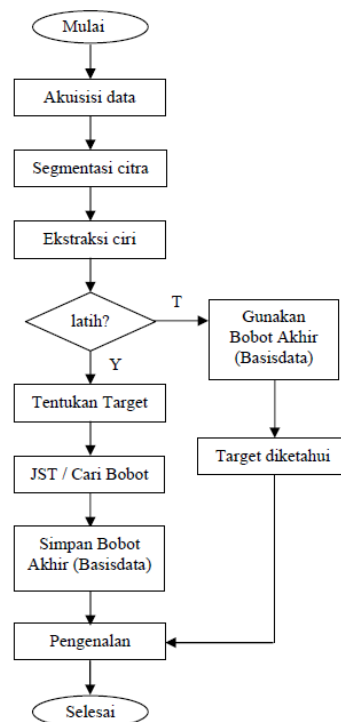 Mulai
Akuisisi data
Segmentasi citra
Ekstraksi ciri
latih?
T
Y
Gunakan
Bobot Akhir
(Basisdata)
Target diketahui
Tentukan Target
JST / Cari Bobot
Simpan Bobot
Akhir (Basisdata)
Pengenalan
Selesai